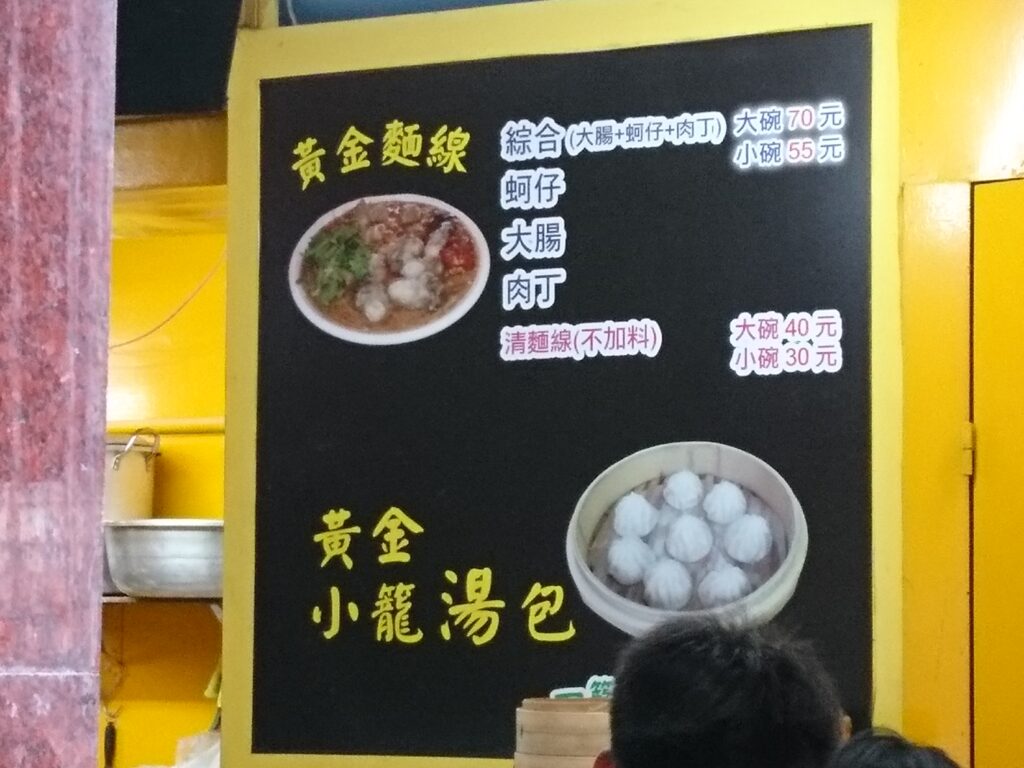 黃金麵線
綜合(大腸+蚵仔+肉丁)
大碗 70 元
小碗 55 元
蚵仔
大腸
肉丁
清麵線(不加料)
大碗 40 元
小碗 30 元
黃金
小籠湯包